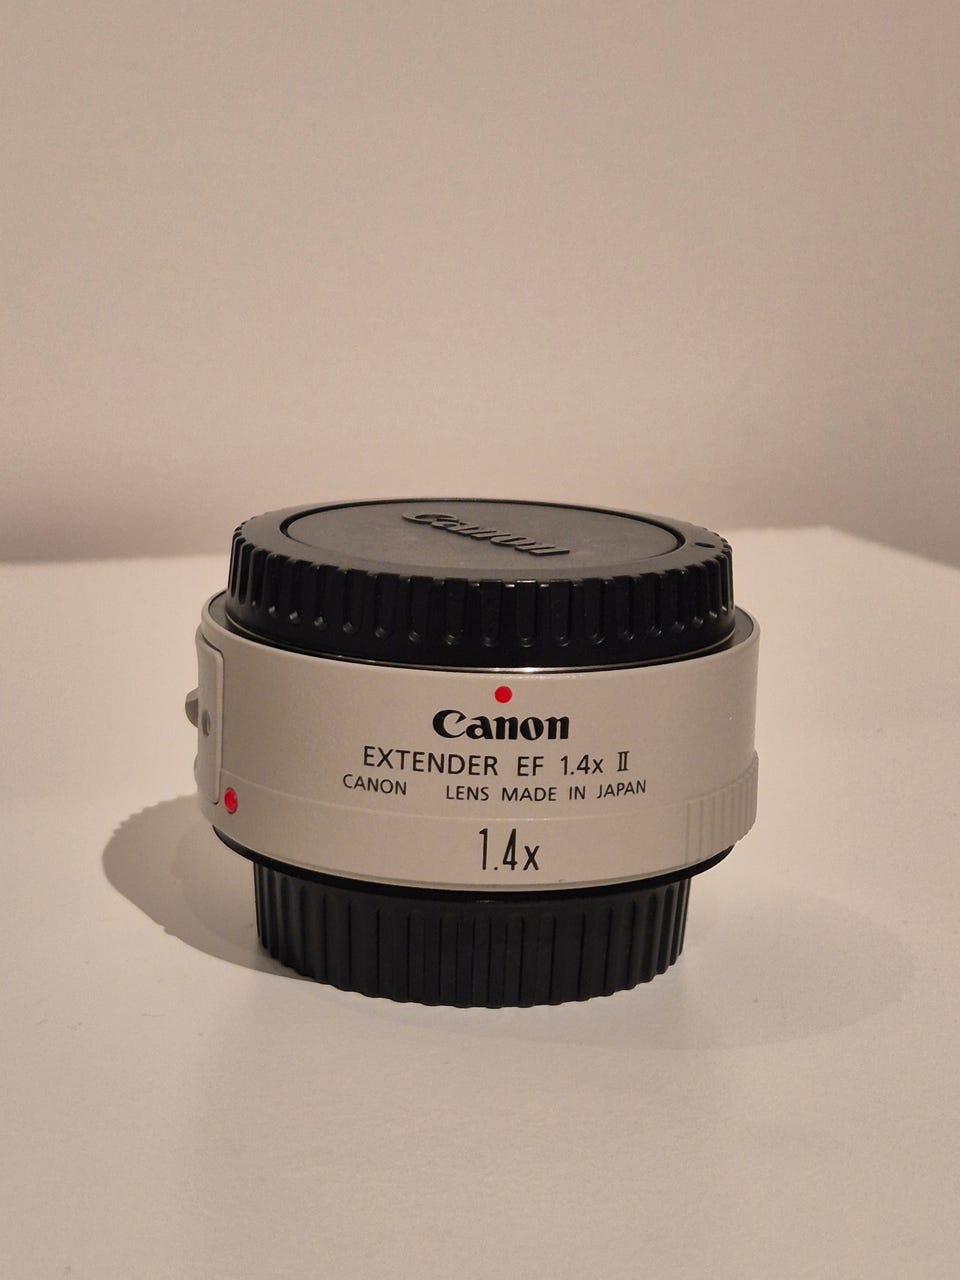 Canon
Canon
EXTENDER EF 1.4x II
CANON LENS MADE IN JAPAN
1.4x